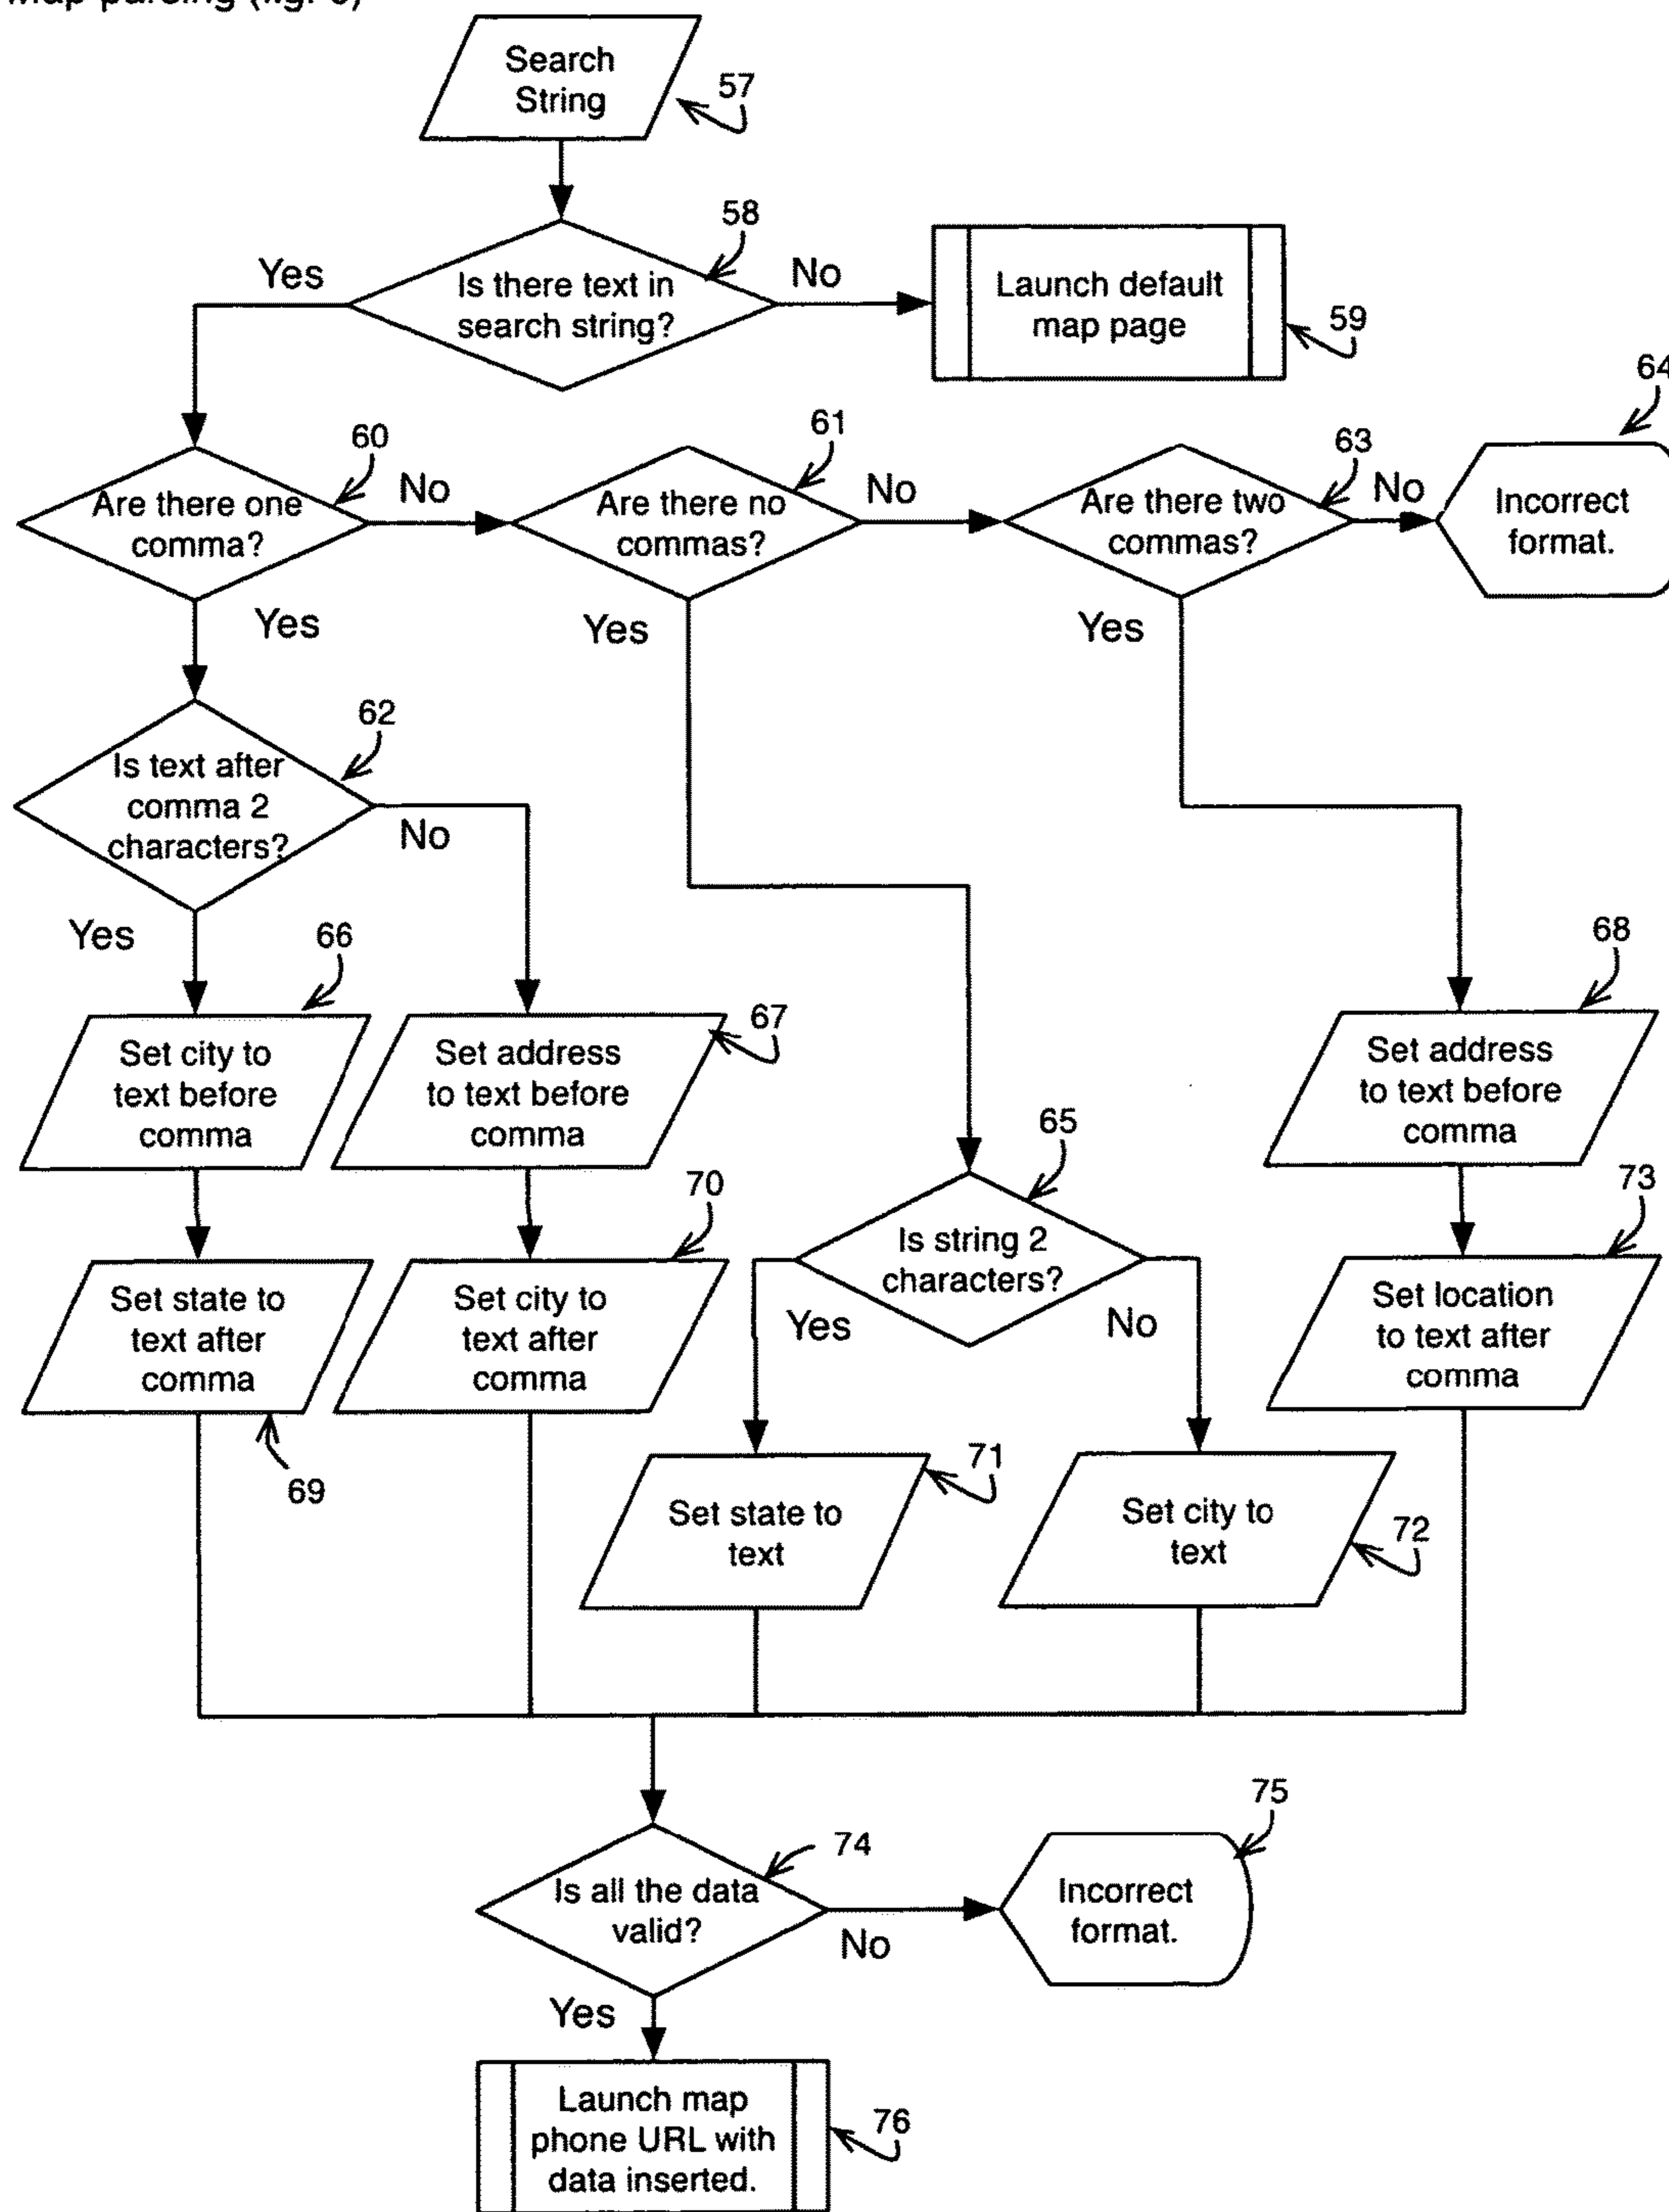 Map parsing (fig. 6)
Search
String
57
58
Yes
Is there text in
search string?
No
Launch default
map page
59
64
60
61
63
Are there one
comma?
No
Are there no
commas?
No
Are there two
commas?
No
Incorrect
format.
Yes
Yes
Yes
62
Is text after
comma 2
characters?
No
Yes
66
67
68
Set city to
text before
comma
Set address
to text before
comma
Set address
to text before
comma
65
70
73
Set state to
text after
comma
Set city to
text after
comma
Is string 2
characters?
Yes
No
Set location
to text after
comma
69
71
Set state to
text
Set city to
text
72
74
75
Is all the data
valid?
No
Incorrect
format.
Yes
Launch map
phone URL with
data inserted.
76